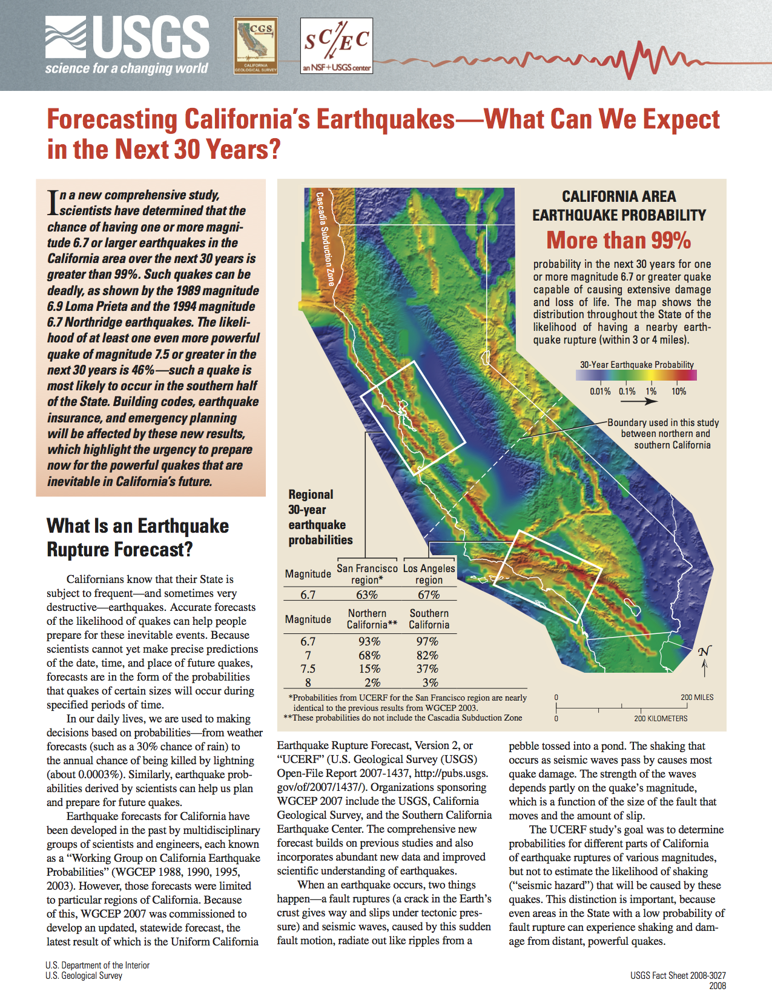 USGS
science for a changing world
CGS
CALIFORNIA
GEOLOGICAL SURVEY
SC/EC
an NSF+USGS center
Forecasting California's Earthquakes—What Can We Expect
in the Next 30 Years?
In a new comprehensive study,
scientists have determined that the
chance of having one or more magni-
tude 6.7 or larger earthquakes in the
California area over the next 30 years is
greater than 99%. Such quakes can be
deadly, as shown by the 1989 magnitude
6.9 Loma Prieta and the 1994 magnitude
6.7 Northridge earthquakes. The likeli-
hood of at least one even more powerful
quake of magnitude 7.5 or greater in the
next 30 years is 46%—such a quake is
most likely to occur in the southern half
of the State. Building codes, earthquake
insurance, and emergency planning
will be affected by these new results,
which highlight the urgency to prepare
now for the powerful quakes that are
inevitable in California's future.
What Is an Earthquake
Rupture Forecast?
Californians know that their State is
subject to frequent—and sometimes very
destructive—earthquakes. Accurate forecasts
of the likelihood of quakes can help people
prepare for these inevitable events. Because
scientists cannot yet make precise predictions
of the date, time, and place of future quakes,
forecasts are in the form of the probabilities
that quakes of certain sizes will occur during
specified periods of time.
In our daily lives, we are used to making
decisions based on probabilities—from weather
forecasts (such as a 30% chance of rain) to
the annual chance of being killed by lightning
(about 0.0003%). Similarly, earthquake prob-
abilities derived by scientists can help us plan
and prepare for future quakes.
Earthquake forecasts for California have
been developed in the past by multidisciplinary
groups of scientists and engineers, each known
as a “Working Group on California Earthquake
Probabilities” (WGCEP 1988, 1990, 1995,
2003). However, those forecasts were limited
to particular regions of California. Because
of this, WGCEP 2007 was commissioned to
develop an updated, statewide forecast, the
latest result of which is the Uniform California
Cascadia Subduction Zone
CALIFORNIA AREA
EARTHQUAKE PROBABILITY
More than 99%
probability in the next 30 years for one
or more magnitude 6.7 or greater quake
capable of causing extensive damage
and loss of life. The map shows the
distribution throughout the State of the
likelihood of having a nearby earth-
quake rupture (within 3 or 4 miles).
30-Year Earthquake Probability
0.01% 0.1% 1% 10%
Boundary used in this study
between northern and
southern California
Regional
30-year
earthquake
probabilities
Magnitude San Francisco region* Los Angeles region
6.7 63% 67%
Magnitude Northern California** Southern California
6.7 93% 97%
7 68% 82%
7.5 15% 37%
8 2% 3%
*Probabilities from UCERF for the San Francisco region are nearly
identical to the previous results from WGCEP 2003.
**These probabilities do not include the Cascadia Subduction Zone
N
0 200 MILES
0 200 KILOMETERS
Earthquake Rupture Forecast, Version 2, or
“UCERF” (U.S. Geological Survey (USGS)
Open-File Report 2007-1437, http://pubs.usgs.
gov/of/2007/1437/). Organizations sponsoring
WGCEP 2007 include the USGS, California
Geological Survey, and the Southern California
Earthquake Center. The comprehensive new
forecast builds on previous studies and also
incorporates abundant new data and improved
scientific understanding of earthquakes.
When an earthquake occurs, two things
happen—a fault ruptures (a crack in the Earth's
crust gives way and slips under tectonic pres-
sure) and seismic waves, caused by this sudden
fault motion, radiate out like ripples from a
pebble tossed into a pond. The shaking that
occurs as seismic waves pass by causes most
quake damage. The strength of the waves
depends partly on the quake's magnitude,
which is a function of the size of the fault that
moves and the amount of slip.
The UCERF study's goal was to determine
probabilities for different parts of California
of earthquake ruptures of various magnitudes,
but not to estimate the likelihood of shaking
(“seismic hazard”) that will be caused by these
quakes. This distinction is important, because
even areas in the State with a low probability of
fault rupture can experience shaking and dam-
age from distant, powerful quakes.
U.S. Department of the Interior
U.S. Geological Survey
USGS Fact Sheet 2008-3027
2008